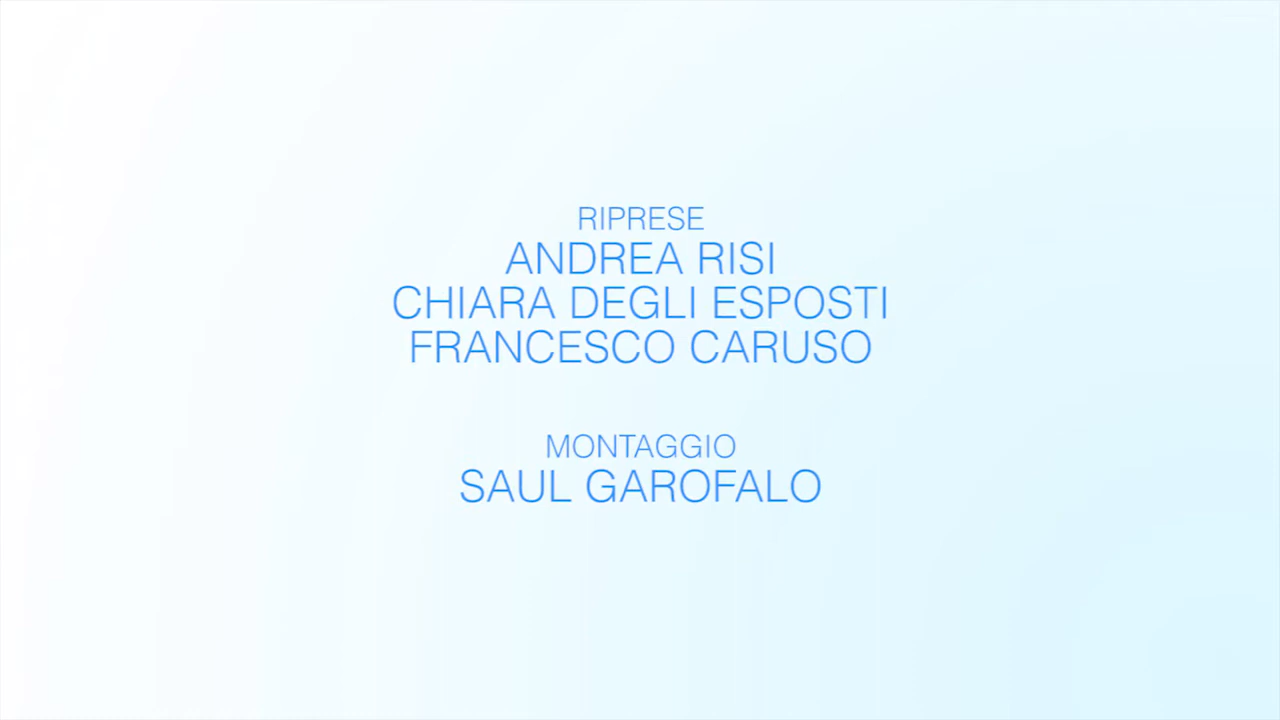 RIPRESE
ANDREA RISI
CHIARA DEGLI ESPOSTI
FRANCESCO CARUSO
MONTAGGIO
SAUL GAROFALO